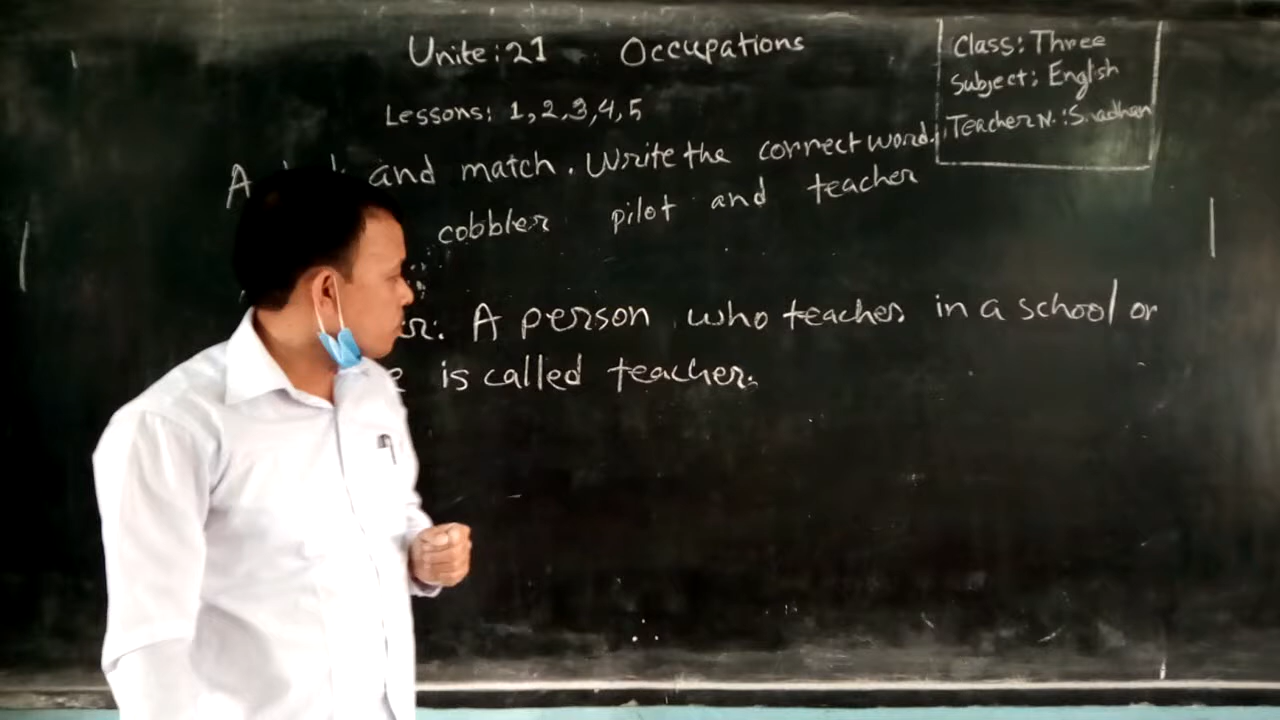 Unite: 21 Occupations
Lessons: 1, 2, 3, 4, 5
A and match. Write the correct word.
cobbler pilot and teacher
A person who teaches in a school or
is called teacher.
Class: Three
Subject: English
Teacher N.: